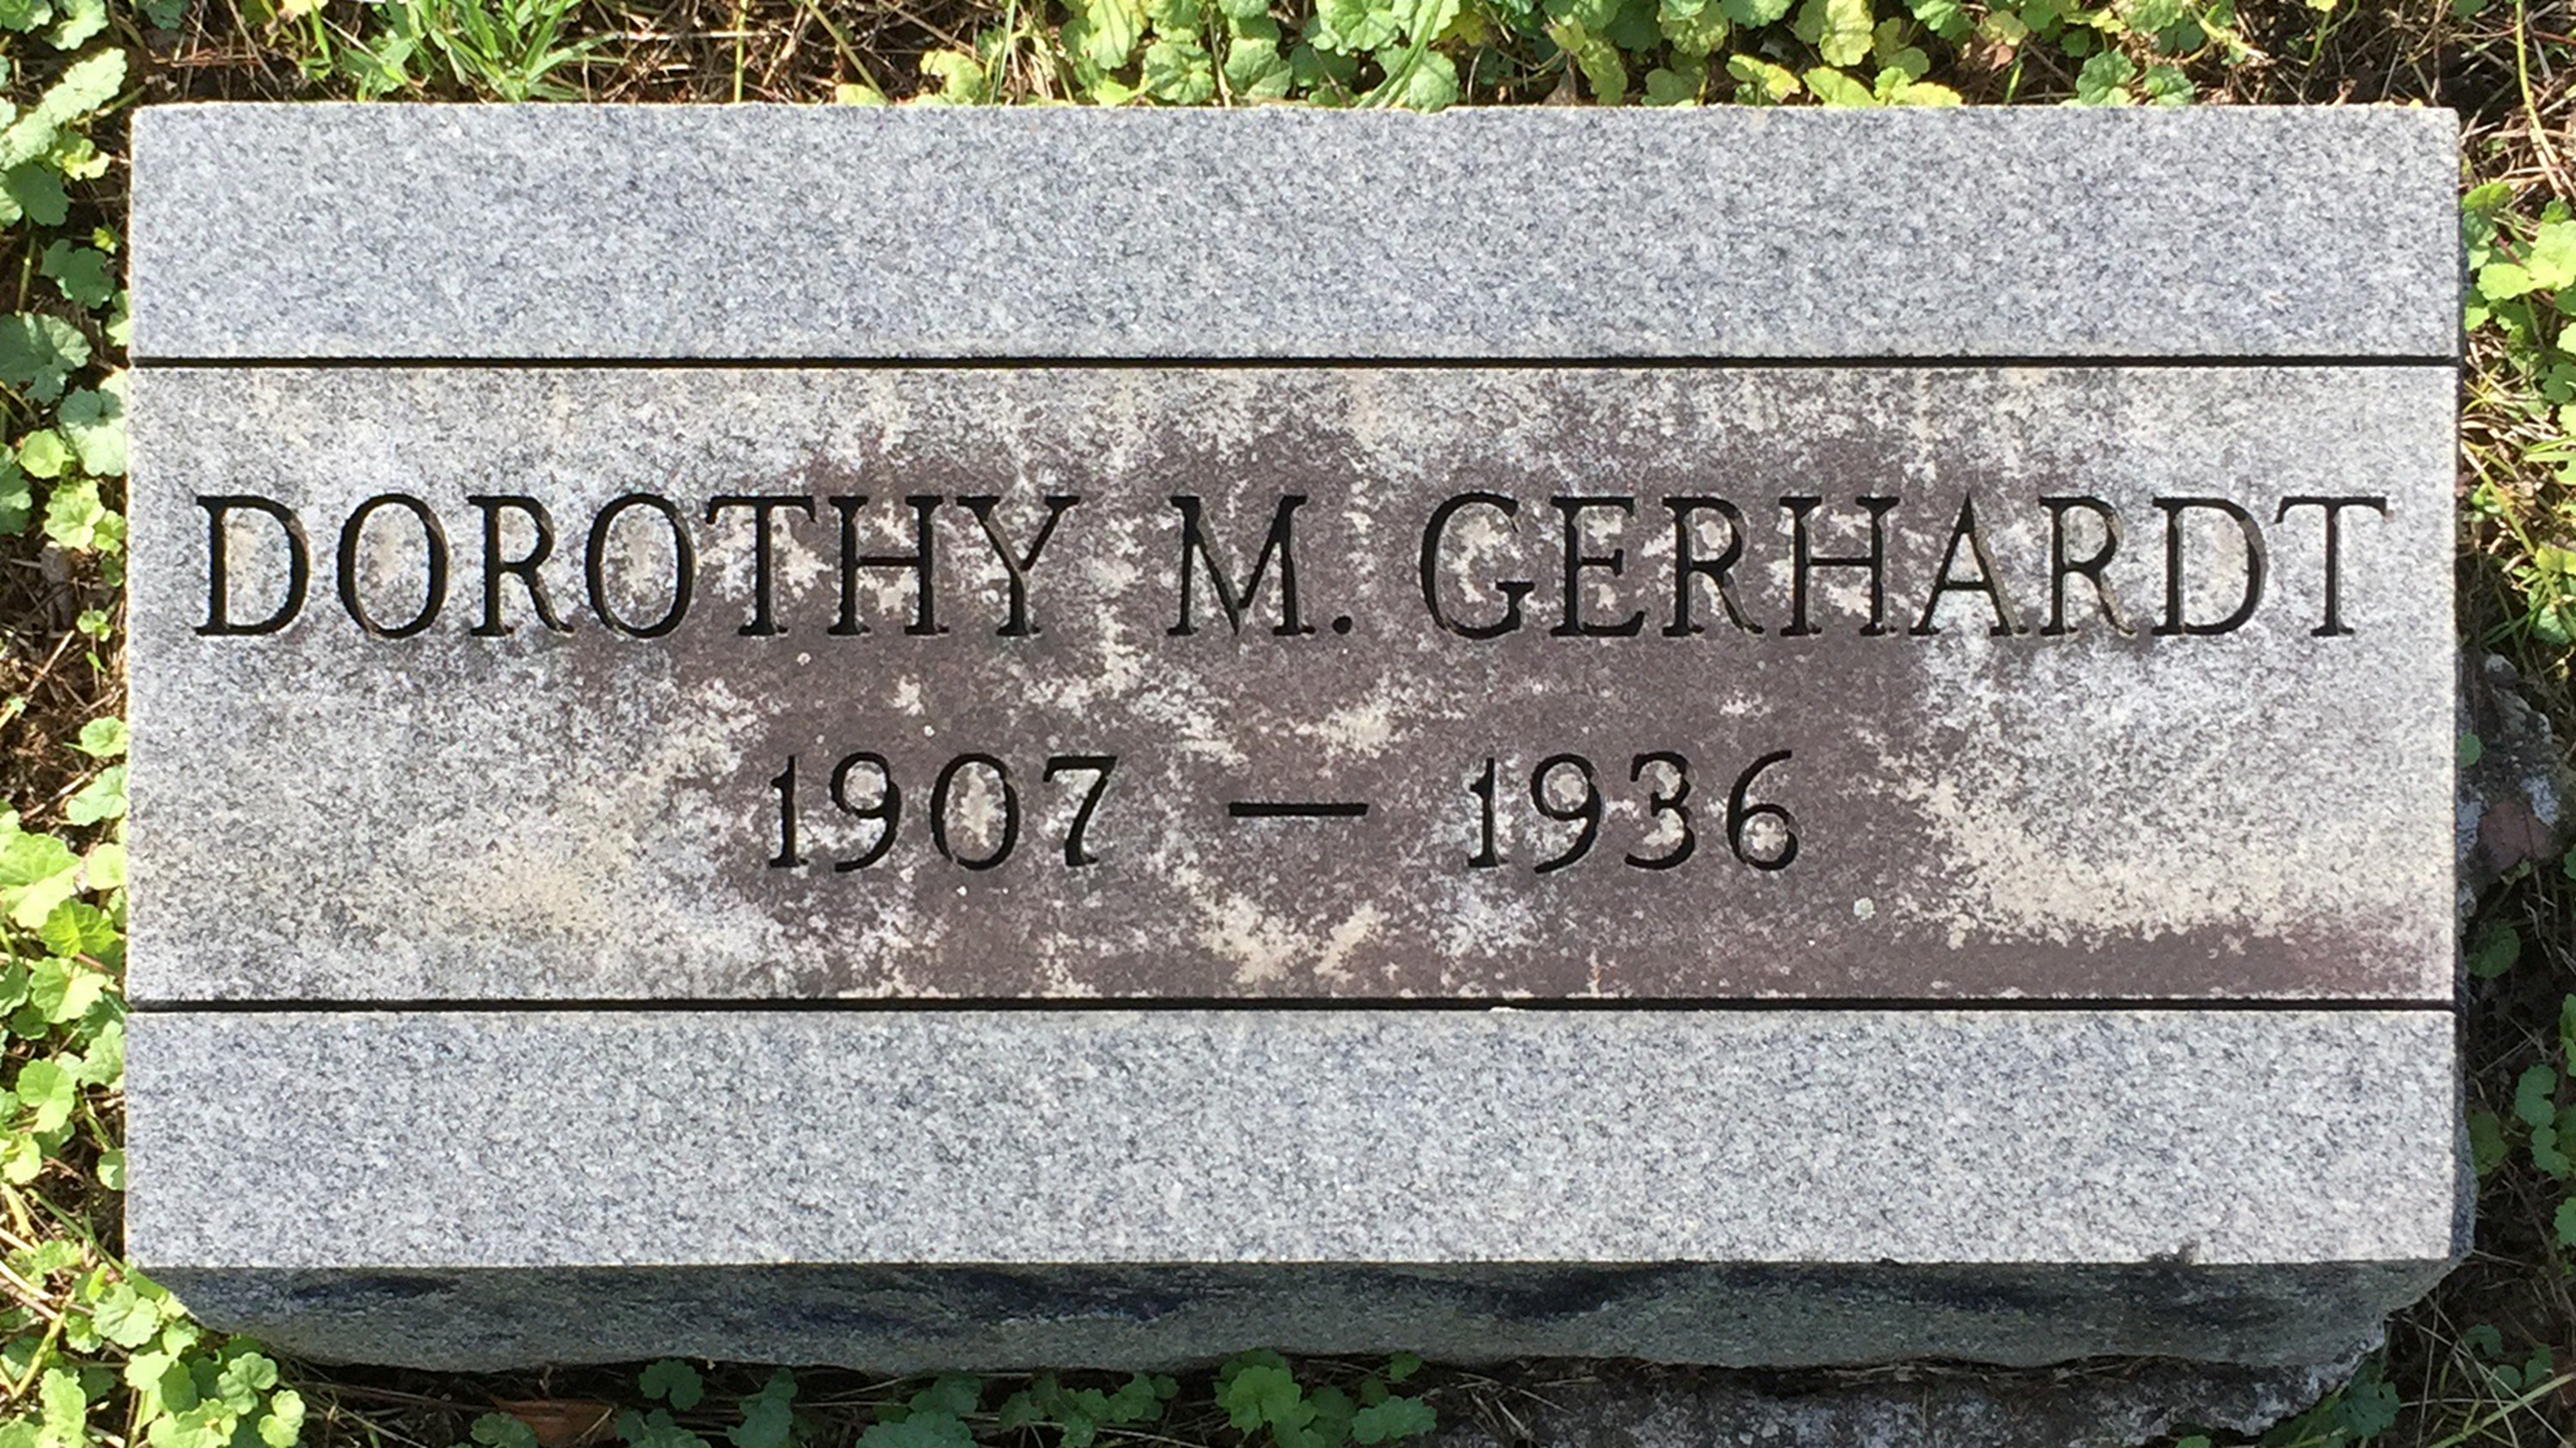 DOROTHY M. GERHARDT
1907 — 1936